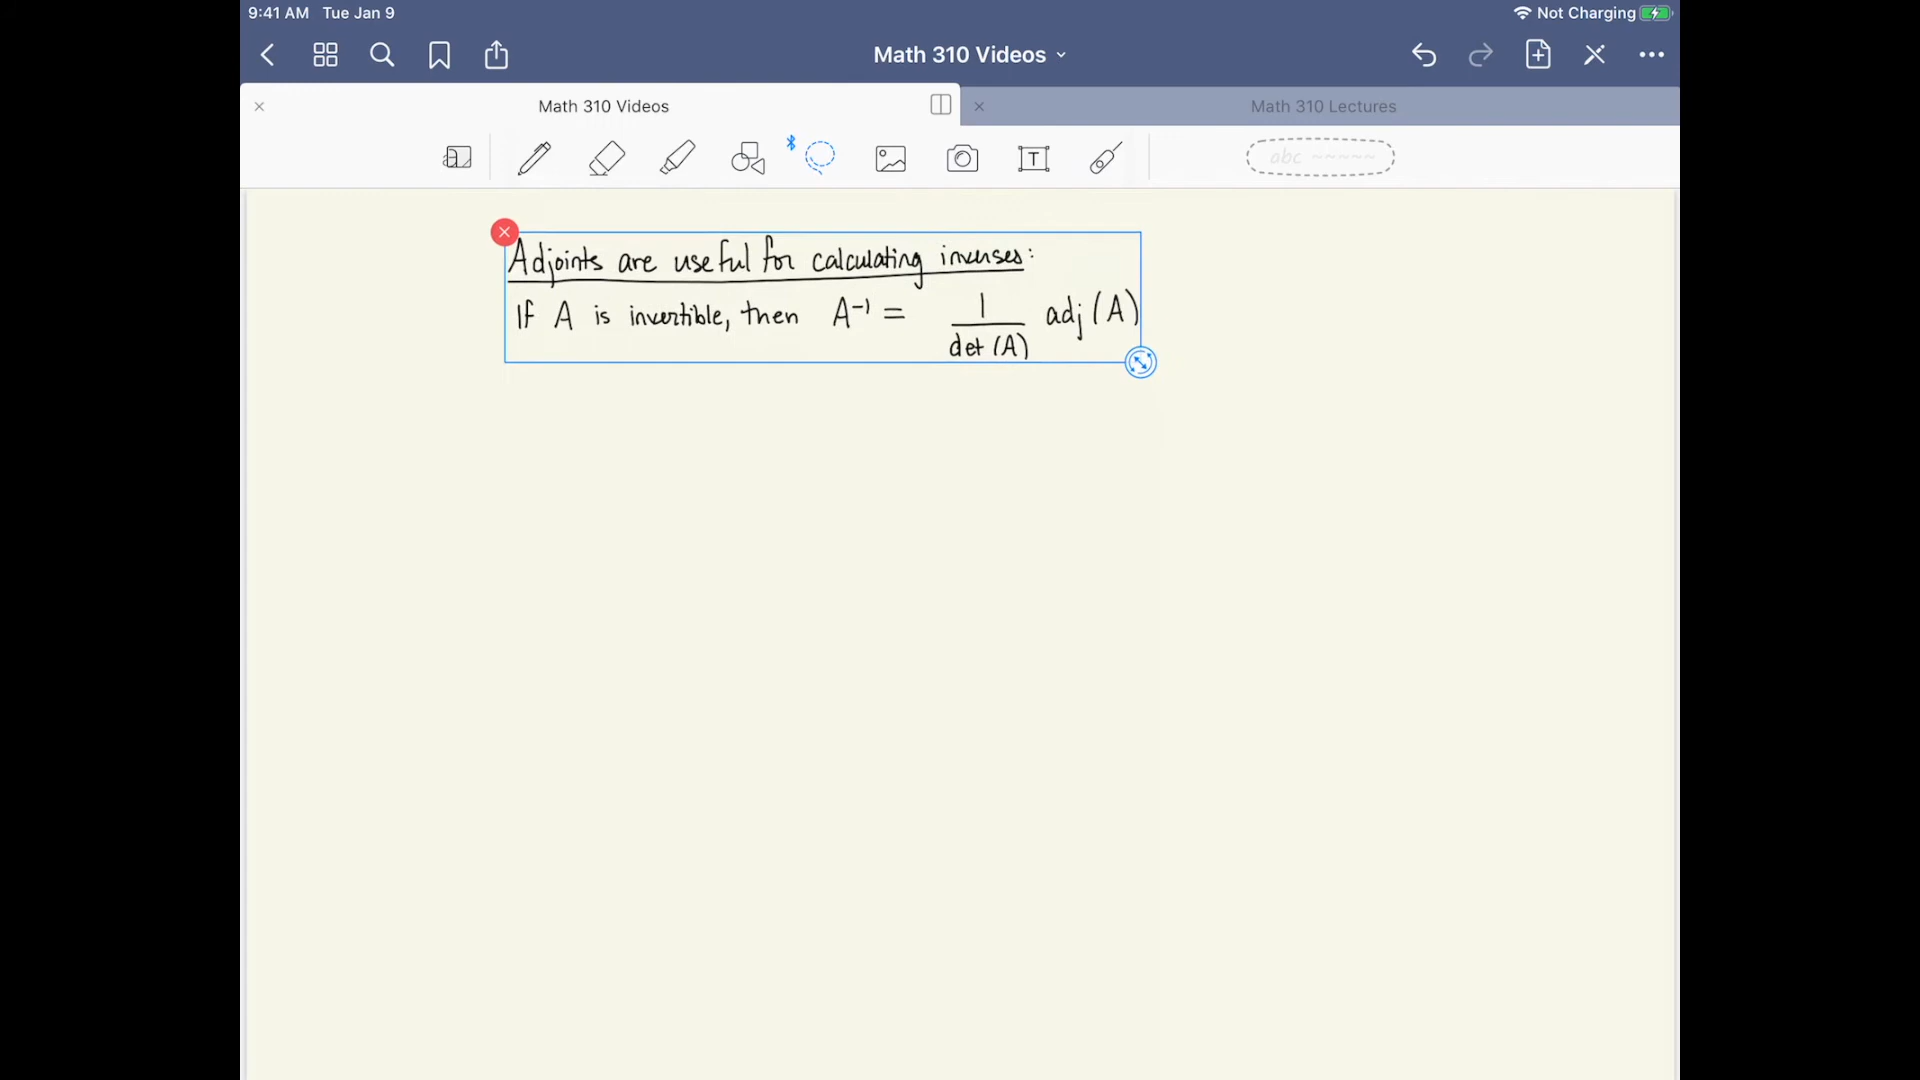 9:41 AM Tue Jan 9 Not Charging
Math 310 Videos
Math 310 Videos Math 310 Lectures
a T abc ~~~~~
Adjoints are useful for calculating inverses:
If A is invertible, then A⁻¹ = 1/det(A) adj(A)